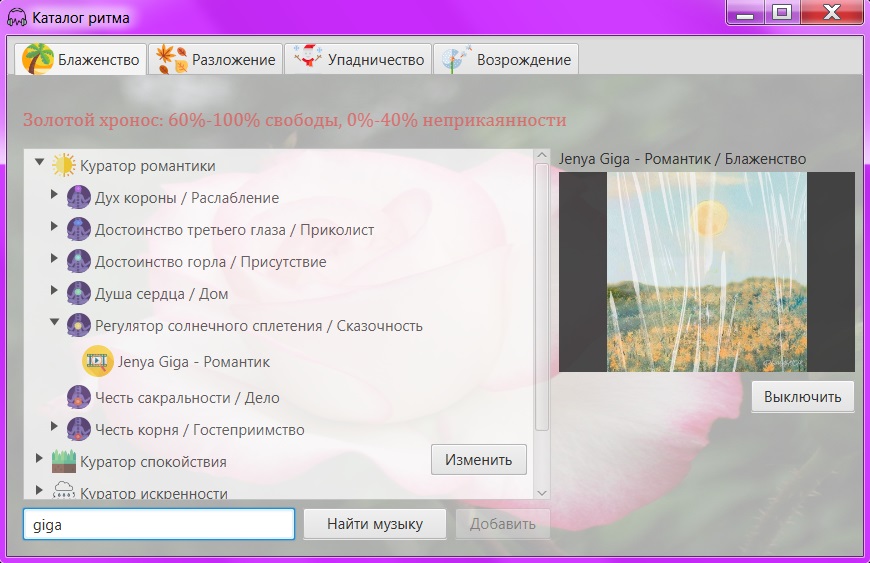 Каталог ритма
Блаженство
Разложение
Упадничество
Возрождение
Золотой хронос: 60%-100% свободы, 0%-40% неприкаянности
Куратор романтики
Дух короны / Раслабление
Достоинство третьего глаза / Приколист
Достоинство горла / Присутствие
Душа сердца / Дом
Регулятор солнечного сплетения / Сказочность
Jenya Giga - Романтик
Честь сакральности / Дело
Честь корня / Гостеприимство
Куратор спокойствия
Куратор искренности
Изменить
Jenya Giga - Романтик / Блаженство
Выключить
giga
Найти музыку
Добавить